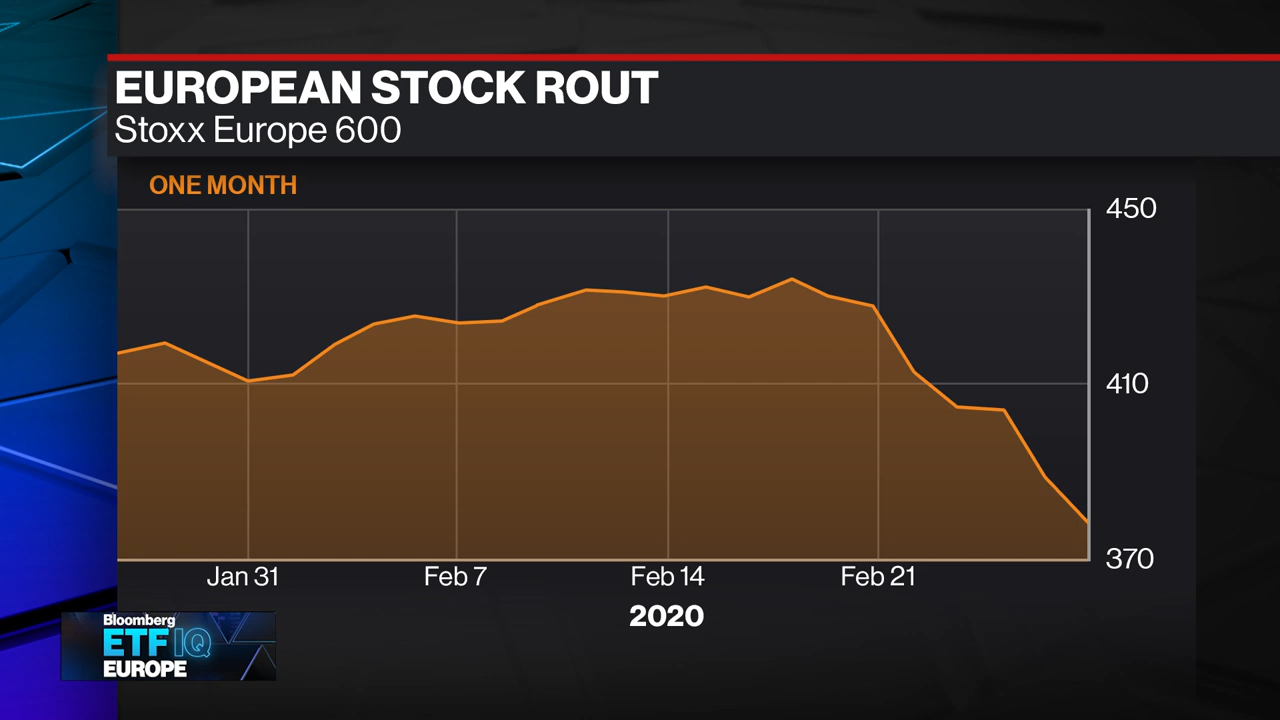 EUROPEAN STOCK ROUT
Stoxx Europe 600
ONE MONTH
450
410
370
Jan 31 Feb 7 Feb 14 Feb 21
2020
Bloomberg
ETF IQ
EUROPE